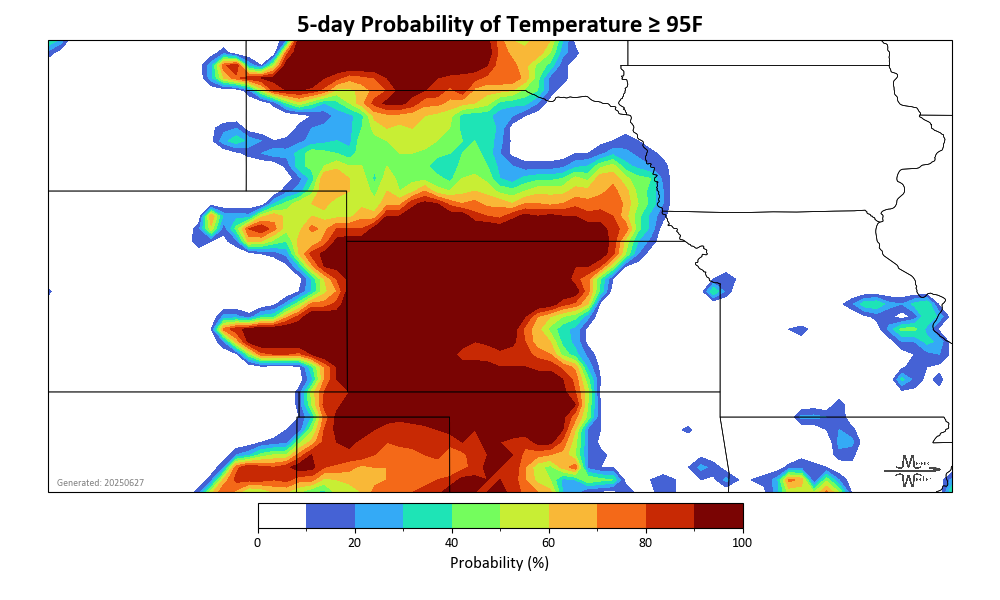 5-day Probability of Temperature ≥ 95F
Generated: 20250627
0 20 40 60 80 100
Probability (%)